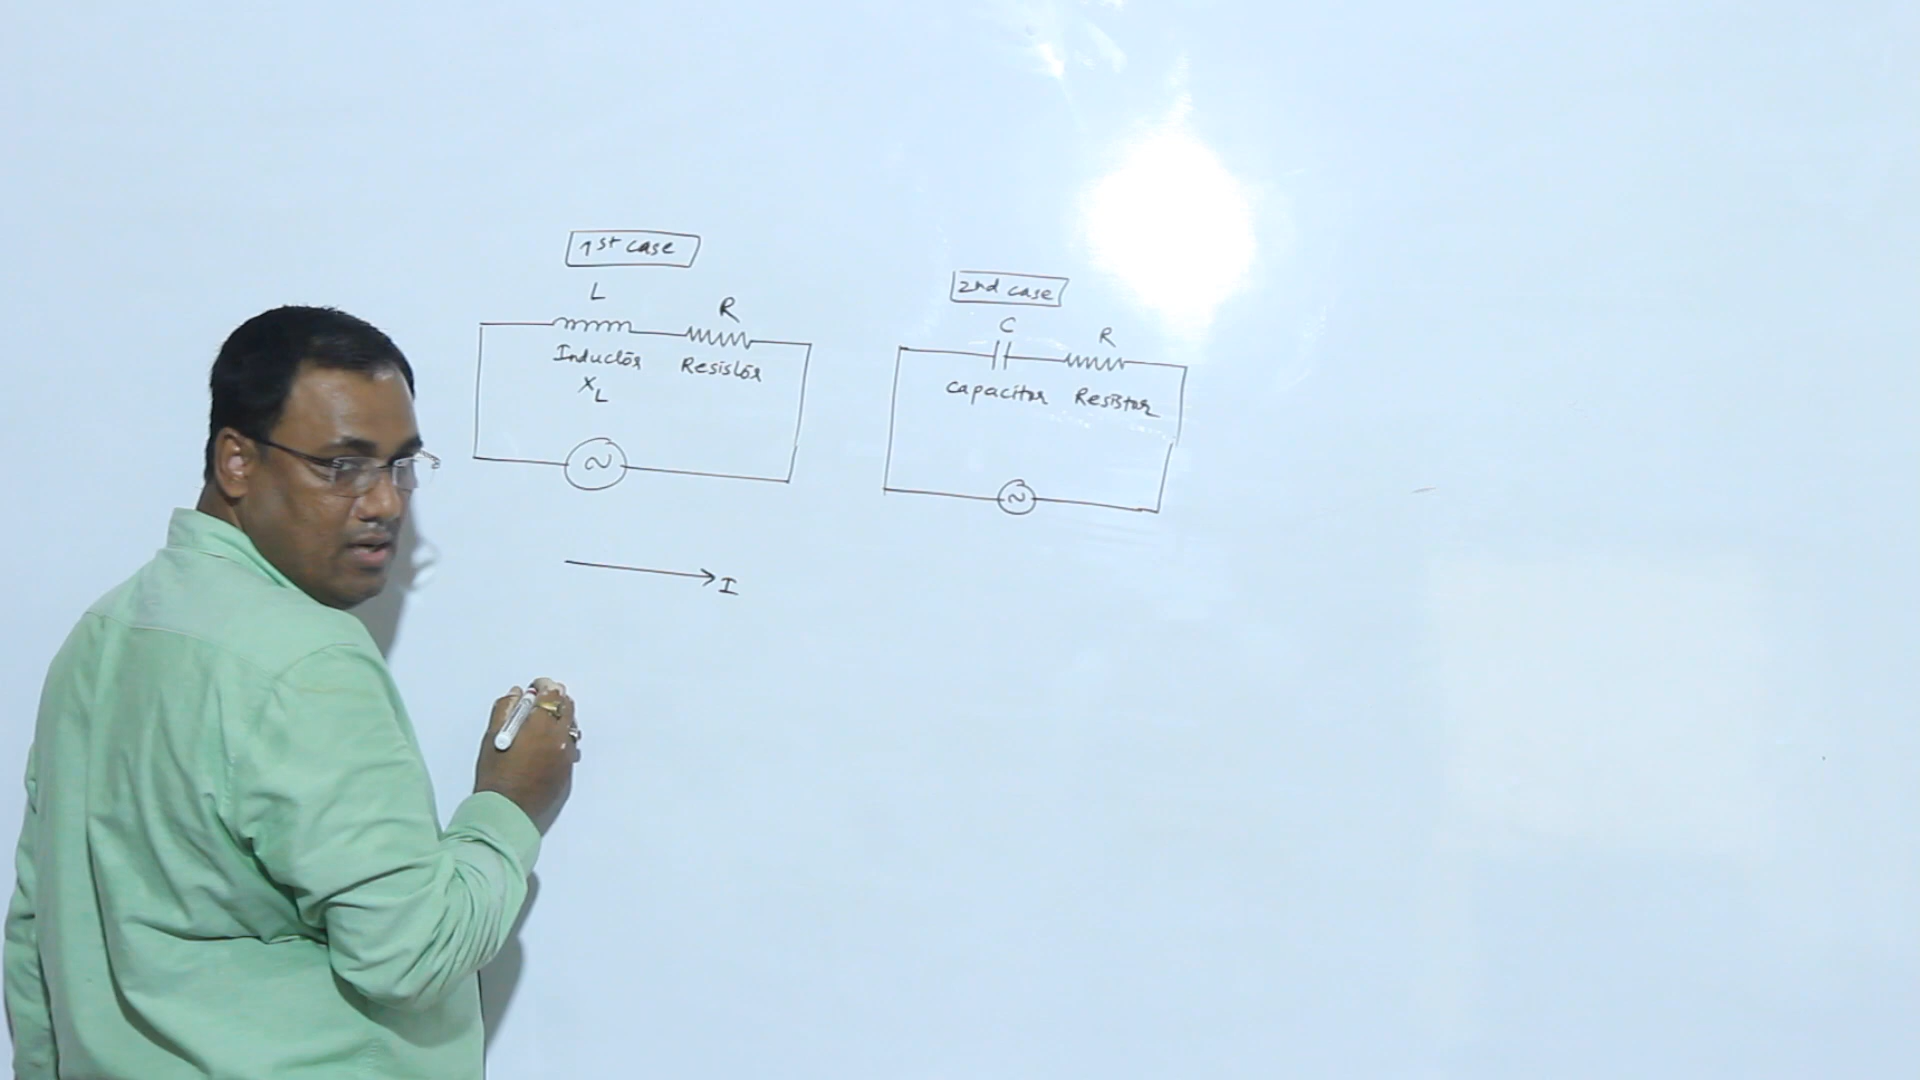 1st case
L
R
Inductor
Resistor
XL
~
I
2nd case
C
R
capacitor
Resistor
~